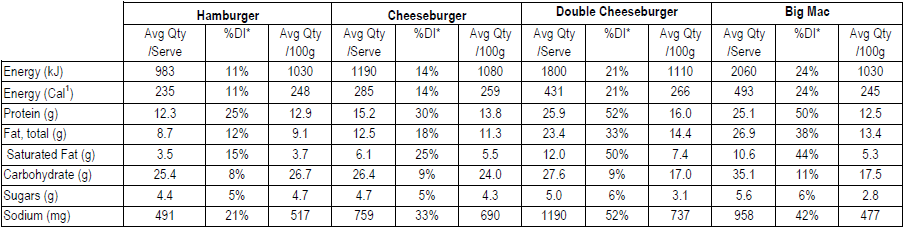 Hamburger Cheeseburger Double Cheeseburger Big Mac
Avg Qty /Serve %DI* Avg Qty /100g Avg Qty /Serve %DI* Avg Qty /100g Avg Qty /Serve %DI* Avg Qty /100g Avg Qty /Serve %DI* Avg Qty /100g
Energy (kJ) 983 11% 1030 1190 14% 1080 1800 21% 1110 2060 24% 1030
Energy (Cal¹) 235 11% 248 285 14% 259 431 21% 266 493 24% 245
Protein (g) 12.3 25% 12.9 15.2 30% 13.8 25.9 52% 16.0 25.1 50% 12.5
Fat, total (g) 8.7 12% 9.1 12.5 18% 11.3 23.4 33% 14.4 26.9 38% 13.4
Saturated Fat (g) 3.5 15% 3.7 6.1 25% 5.5 12.0 50% 7.4 10.6 44% 5.3
Carbohydrate (g) 25.4 8% 26.7 26.4 9% 24.0 27.6 9% 17.0 35.1 11% 17.5
Sugars (g) 4.4 5% 4.7 4.7 5% 4.3 5.0 6% 3.1 5.6 6% 2.8
Sodium (mg) 491 21% 517 759 33% 690 1190 52% 737 958 42% 477